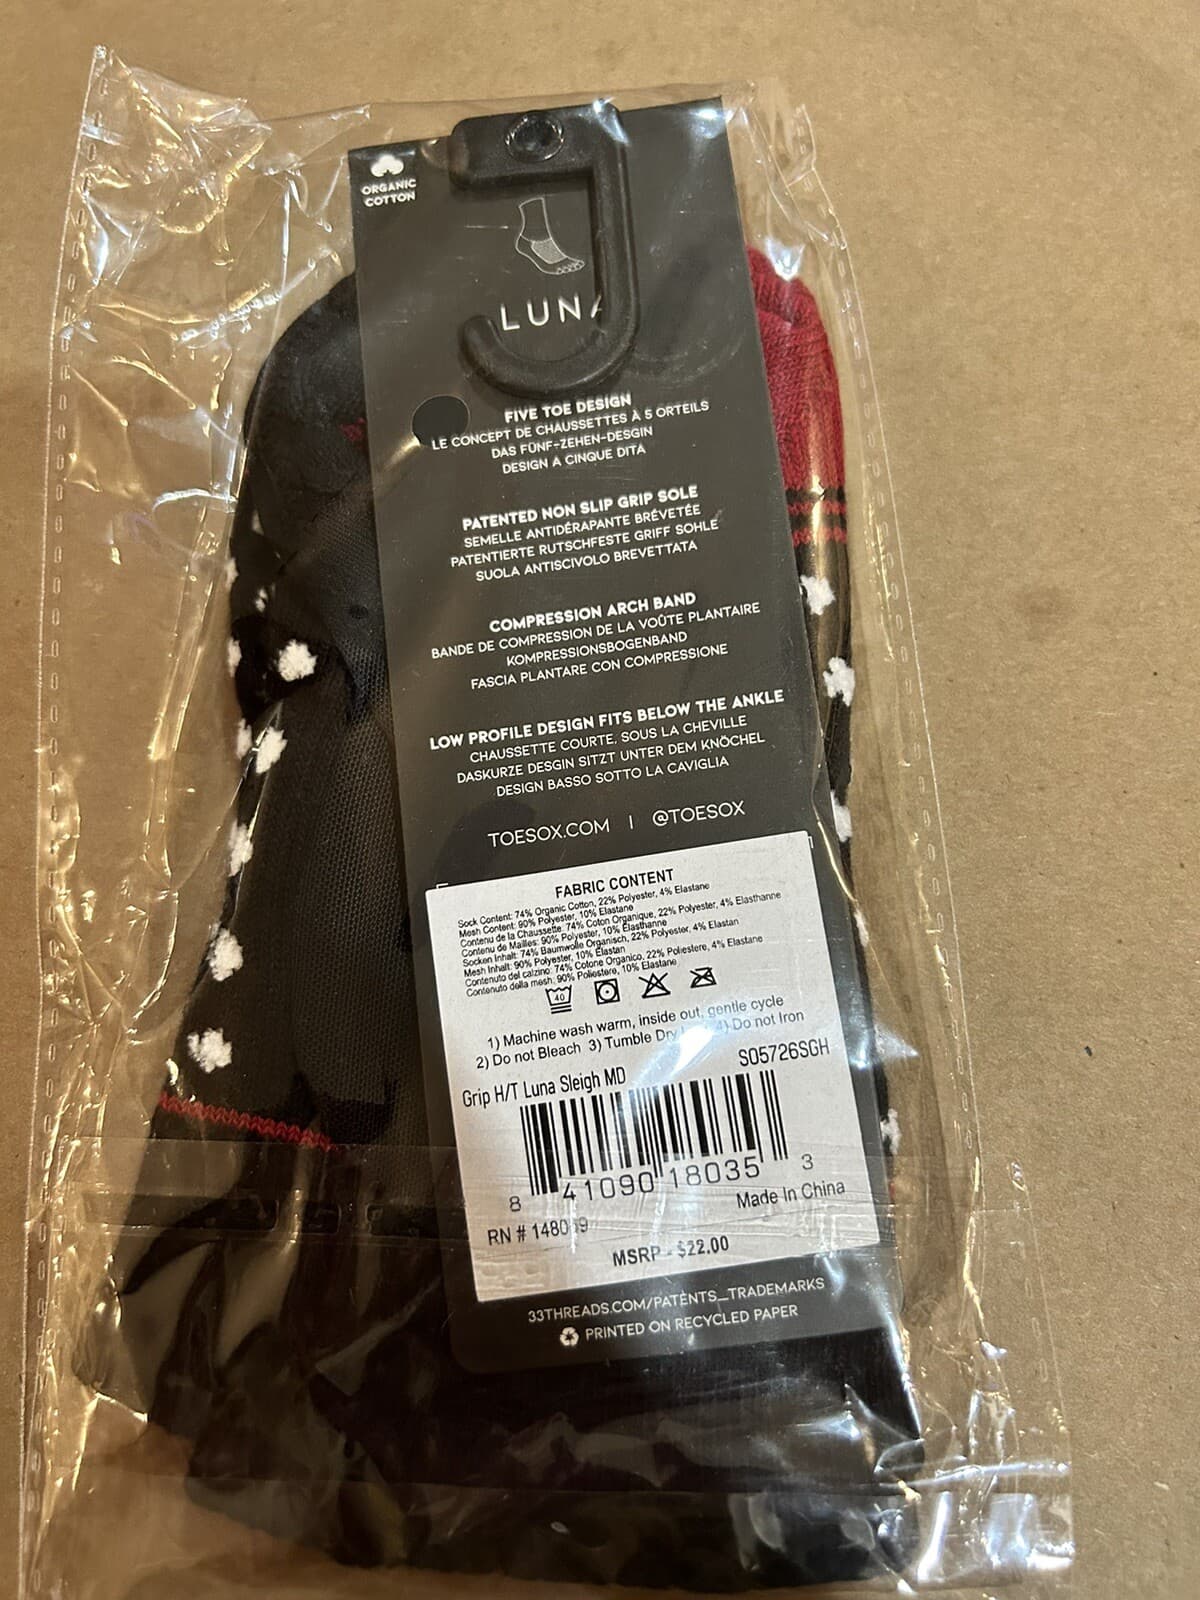 ORGANIC
COTTON
LUNA
FIVE TOE DESIGN
LE CONCEPT DE CHAUSSETTES À 5 ORTEILS
DAS FÜNF-ZEHEN-DESGIN
DESIGN A CINQUE DITA
PATENTED NON SLIP GRIP SOLE
SEMELLE ANTIDÉRAPANTE BRÉVETÉE
PATENTIERTE RUTSCHFESTE GRIFF SOHLE
SUOLA ANTISCIVOLO BREVETTATA
COMPRESSION ARCH BAND
BANDE DE COMPRESSION DE LA VOÛTE PLANTAIRE
KOMPRESSIONSBOGENBAND
FASCIA PLANTARE CON COMPRESSIONE
LOW PROFILE DESIGN FITS BELOW THE ANKLE
CHAUSSETTE COURTE, SOUS LA CHEVILLE
DASKURZE DESGIN SITZT UNTER DEM KNÖCHEL
DESIGN BASSO SOTTO LA CAVIGLIA
TOESOX.COM | @TOESOX
FABRIC CONTENT
Sock Content: 74% Organic Cotton, 22% Polyester, 4% Elastane
Mesh Content: 90% Polyester, 10% Elastane
Contenu de la Chaussette: 74% Coton Organique, 22% Polyester, 4% Elasthanne
Contenu de Mailles: 90% Polyester, 10% Elasthanne
Socken Inhalt: 74% Baumwolle Organisch, 22% Polyester, 4% Elastan
Mesh Inhalt: 90% Polyester, 10% Elastan
Contenuto del calzino: 74% Cotone Organico, 22% Poliestere, 4% Elastane
Contenuto della mesh: 90% Poliestere, 10% Elastane
40
1) Machine wash warm, inside out, gentle cycle
2) Do not Bleach 3) Tumble Dry 4) Do not Iron
S05726SGH
Grip H/T Luna Sleigh MD
8 41090 18035 3
Made In China
RN #
MSRP - $22.00
33THREADS.COM/PATENTS_TRADEMARKS
PRINTED ON RECYCLED PAPER